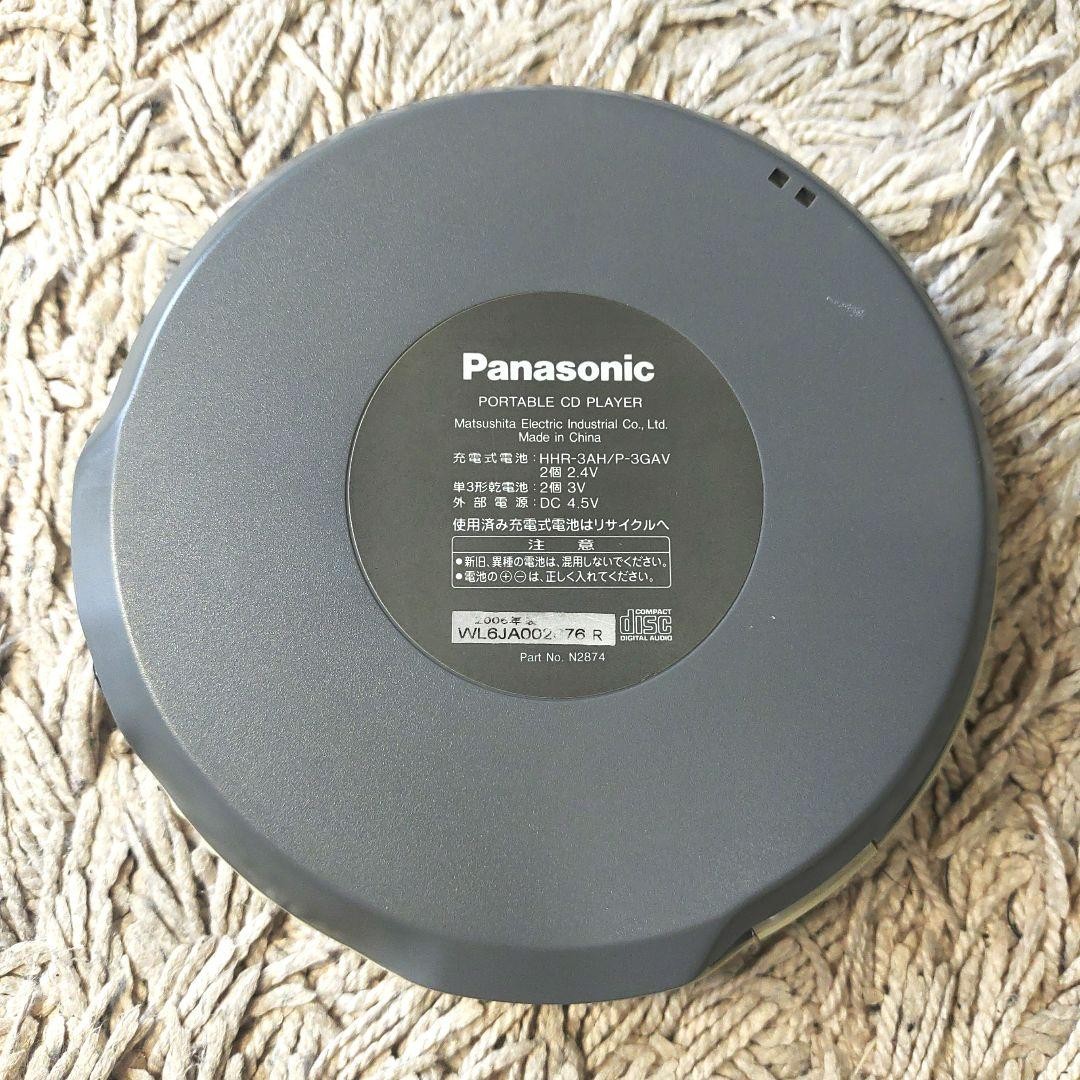 Panasonic
PORTABLE CD PLAYER
Matsushita Electric Industrial Co., Ltd.
Made in China
充電式電池：HHR-3AH/P-3GAV
2個 2.4V
単3形乾電池：2個 3V
外部電源：DC 4.5V
使用済み充電式電池はリサイクルへ
注意
●新旧、異種の電池は、混用しないでください。
●電池の⊕⊖は、正しく入れてください。
2006年
R
COMPACT
disc
DIGITAL AUDIO
Part No. N2874